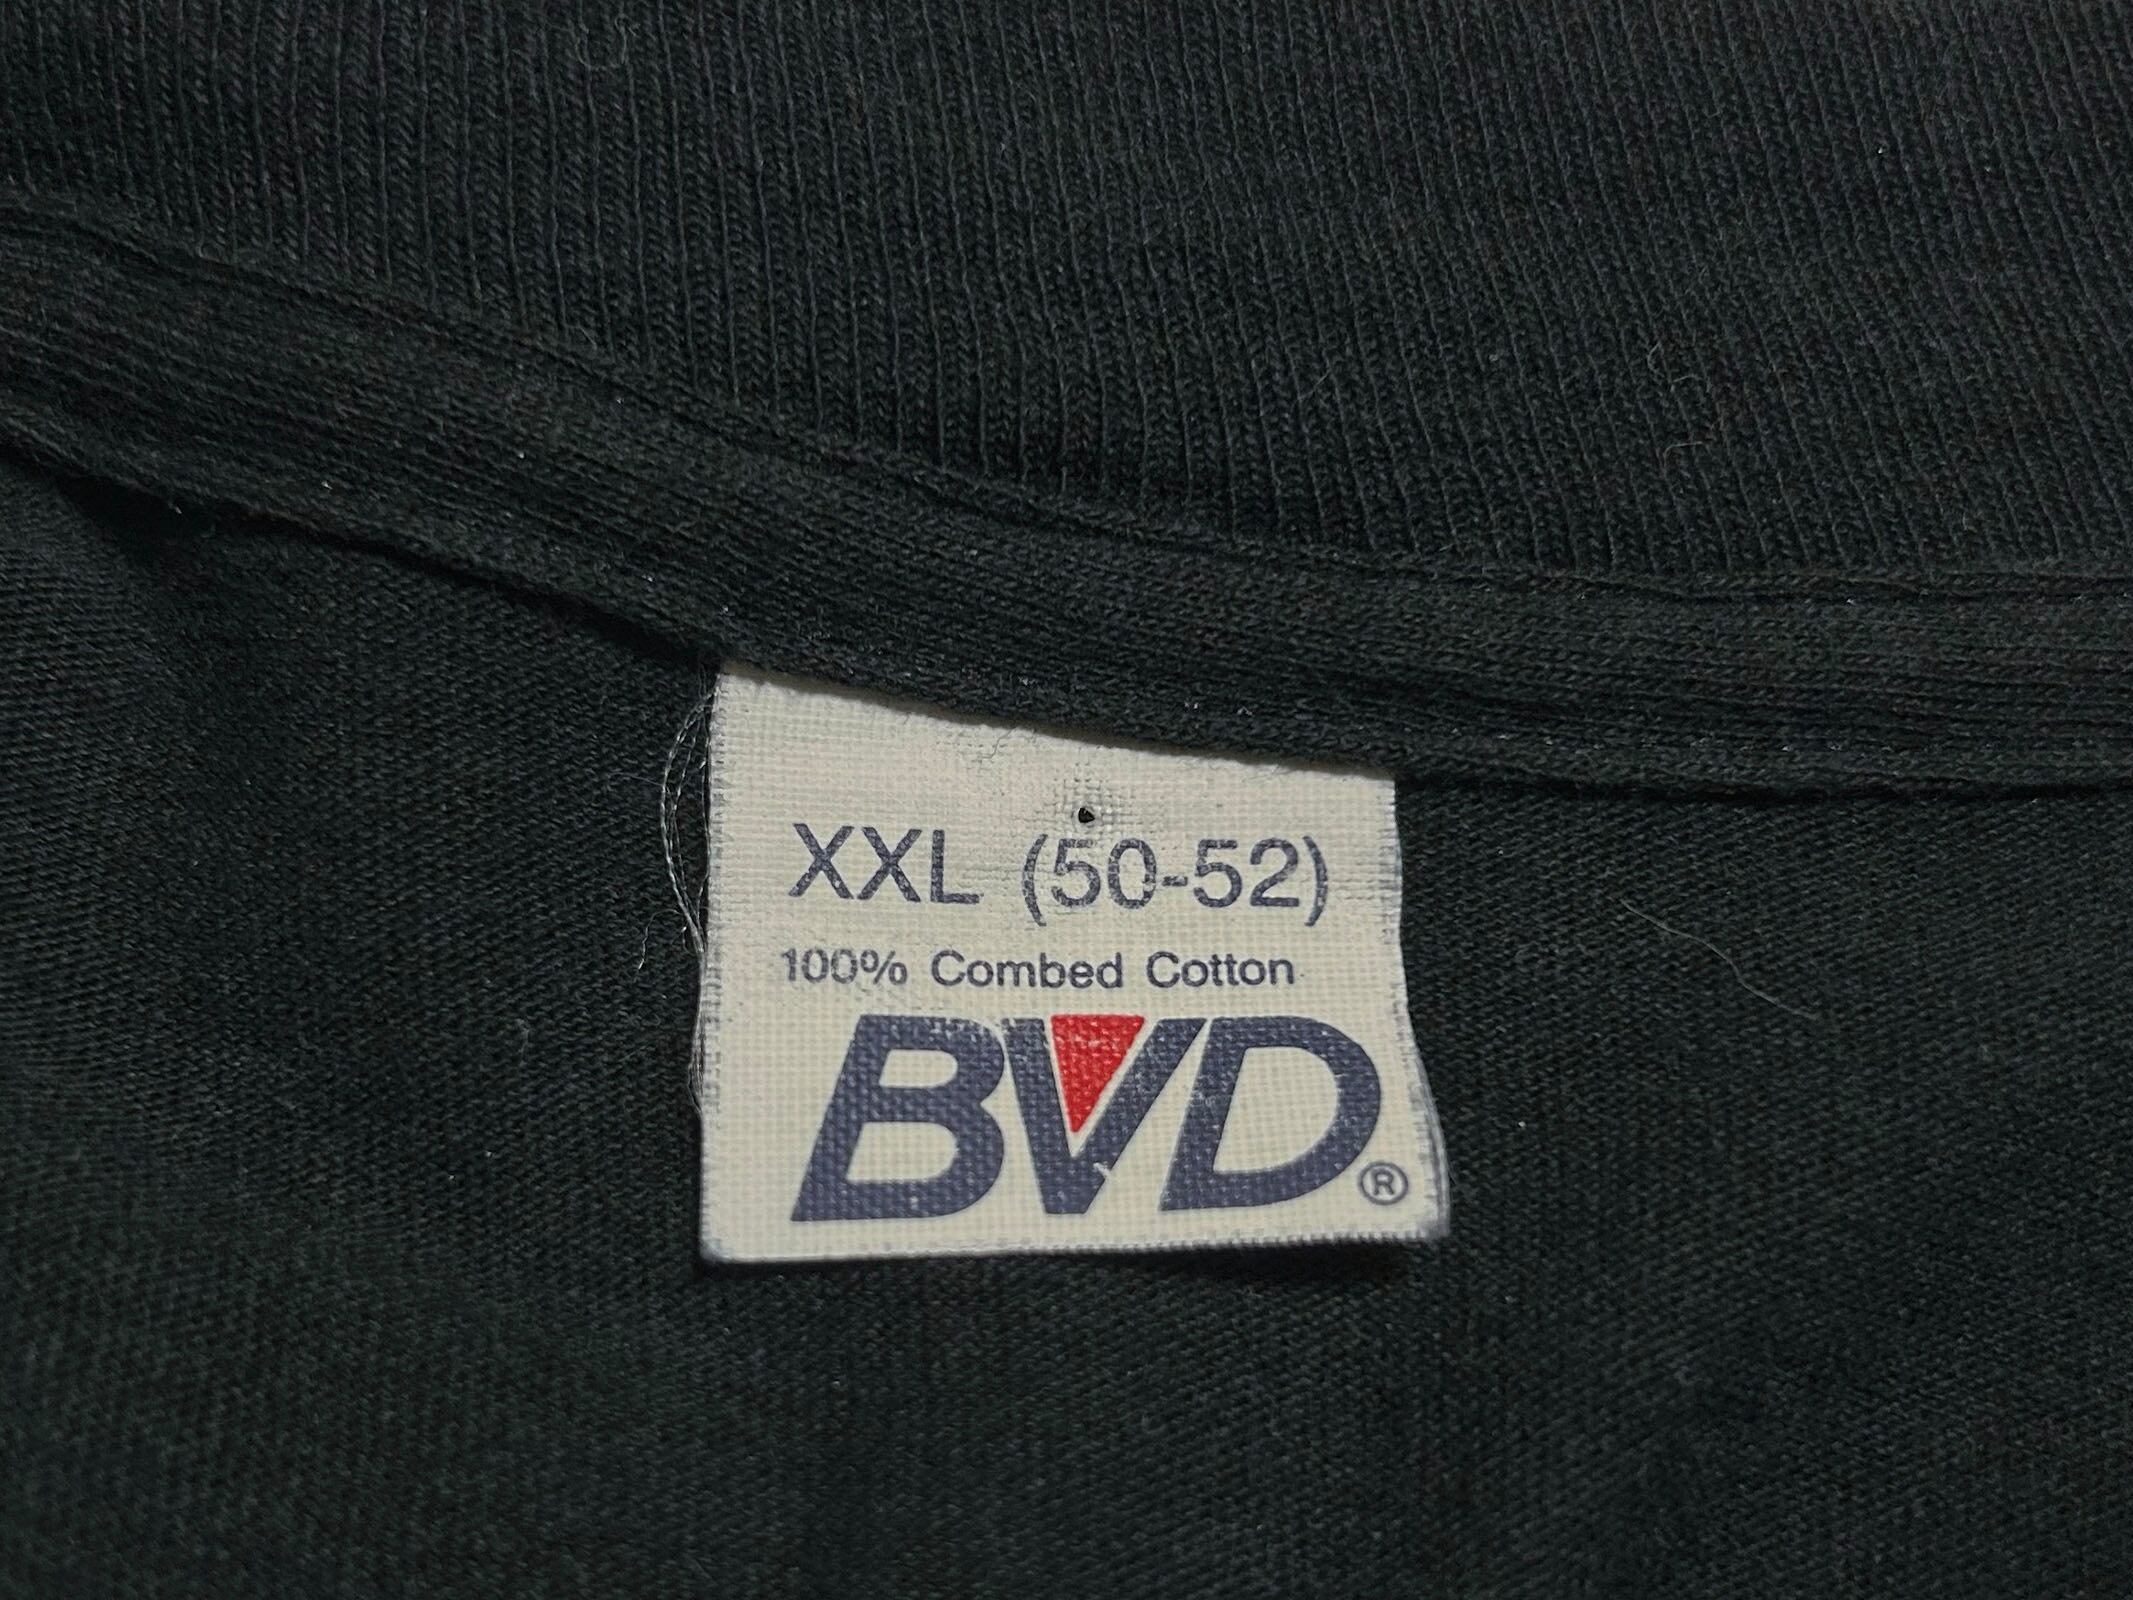 XXL (50-52)
100% Combed Cotton
BVD®